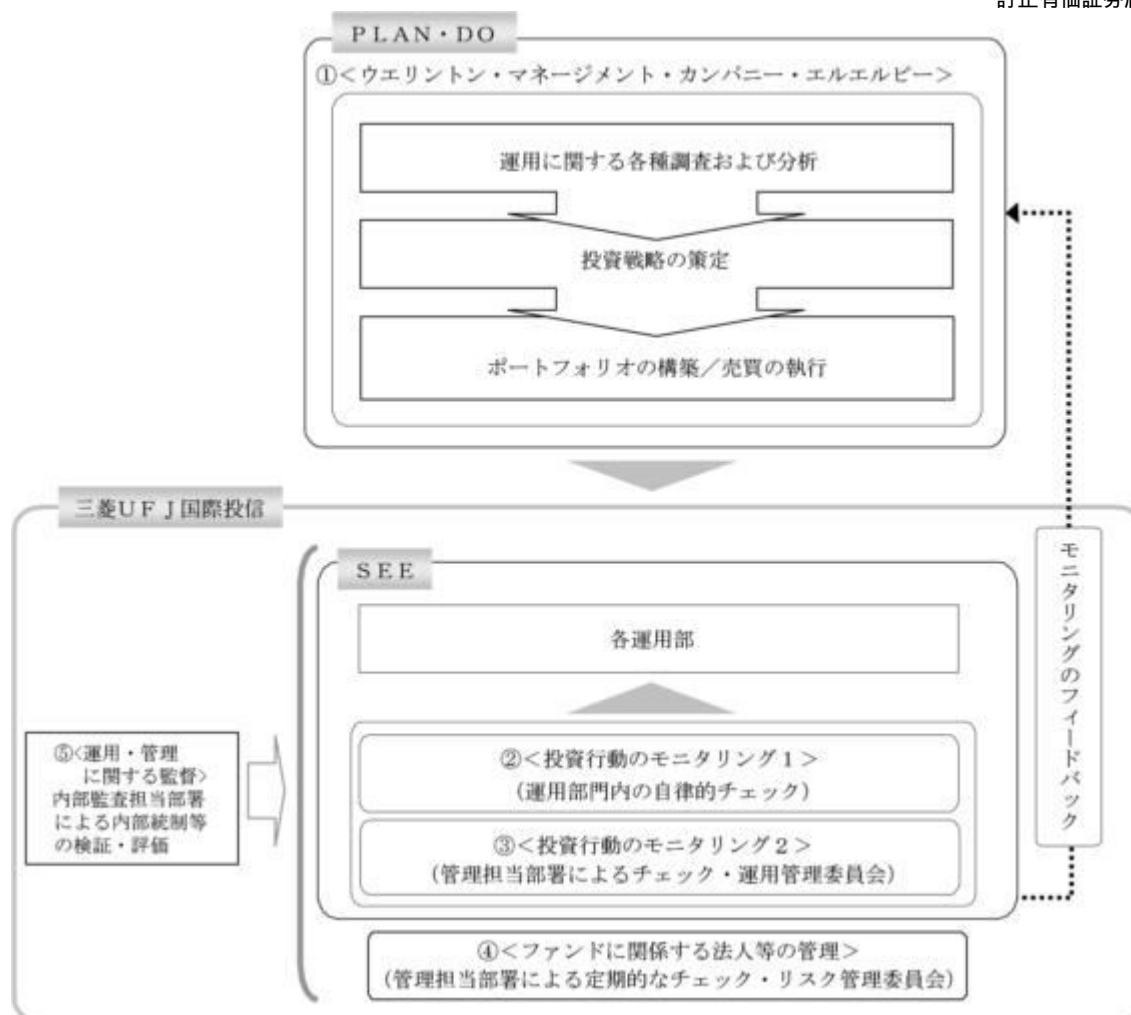 訂正有価証券届
ＰＬＡＮ・ＤＯ
①＜ウエリントン・マネージメント・カンパニー・エルエルピー＞
運用に関する各種調査および分析
投資戦略の策定
ポートフォリオの構築／売買の執行
三菱ＵＦＪ国際投信
ＳＥＥ
各運用部
②＜投資行動のモニタリング１＞
（運用部門内の自律的チェック）
③＜投資行動のモニタリング２＞
（管理担当部署によるチェック・運用管理委員会）
④＜ファンドに関係する法人等の管理＞
（管理担当部署による定期的なチェック・リスク管理委員会）
⑤＜運用・管理
に関する監督＞
内部監査担当部署
による内部統制等
の検証・評価
モニタリングのフィードバック